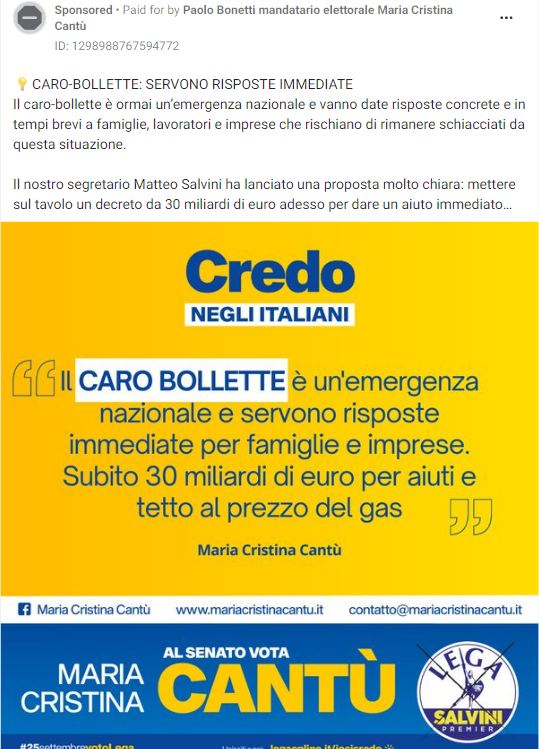 Sponsored • Paid for by Paolo Bonetti mandatario elettorale Maria Cristina
Cantù
ID: 1298988767594772
CARO-BOLLETTE: SERVONO RISPOSTE IMMEDIATE
Il caro-bollette è ormai un'emergenza nazionale e vanno date risposte concrete e in
tempi brevi a famiglie, lavoratori e imprese che rischiano di rimanere schiacciati da
questa situazione.
Il nostro segretario Matteo Salvini ha lanciato una proposta molto chiara: mettere
sul tavolo un decreto da 30 miliardi di euro adesso per dare un aiuto immediato...
Credo
NEGLI ITALIANI
“Il CARO BOLLETTE è un'emergenza
nazionale e servono risposte
immediate per famiglie e imprese.
Subito 30 miliardi di euro per aiuti e
tetto al prezzo del gas”
Maria Cristina Cantù
Maria Cristina Cantù www.mariacristinacantu.it contatto@mariacristinacantu.it
AL SENATO VOTA
MARIA
CRISTINA
CANTÙ
LEGA
SALVINI
PREMIER
#25settembrevotoLega
legaonline.it/iocicredo